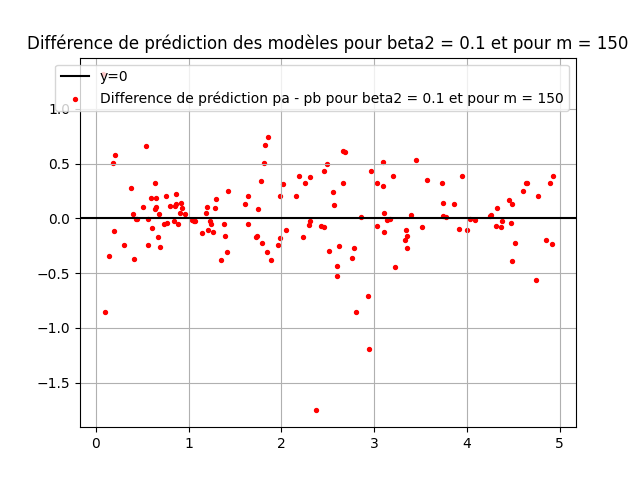 Différence de prédiction des modèles pour beta2 = 0.1 et pour m = 150
y=0
Difference de prédiction pa - pb pour beta2 = 0.1 et pour m = 150
1.0
0.5
0.0
−0.5
−1.0
−1.5
0 1 2 3 4 5